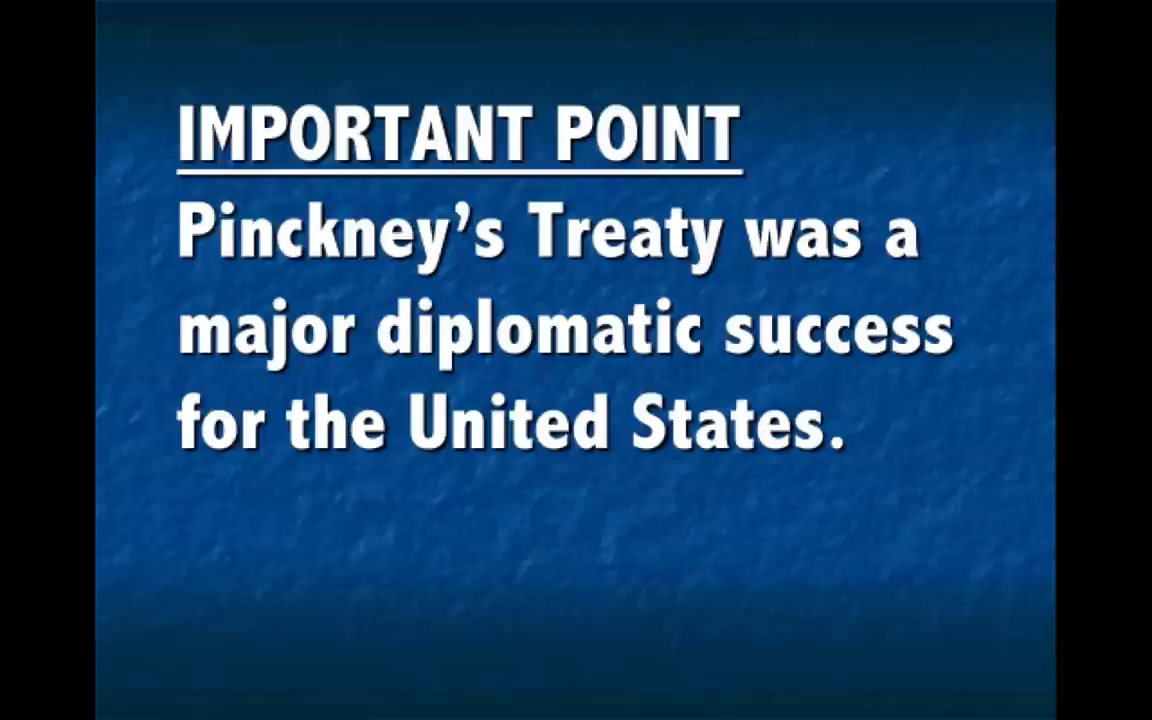 IMPORTANT POINT
Pinckney’s Treaty was a
major diplomatic success
for the United States.